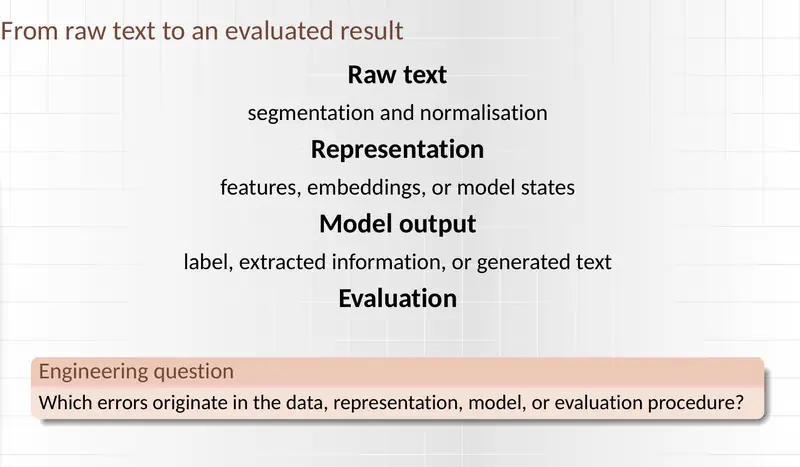 From raw text to an evaluated result
Raw text
segmentation and normalisation
Representation
features, embeddings, or model states
Model output
label, extracted information, or generated text
Evaluation
Engineering question
Which errors originate in the data, representation, model, or evaluation procedure?